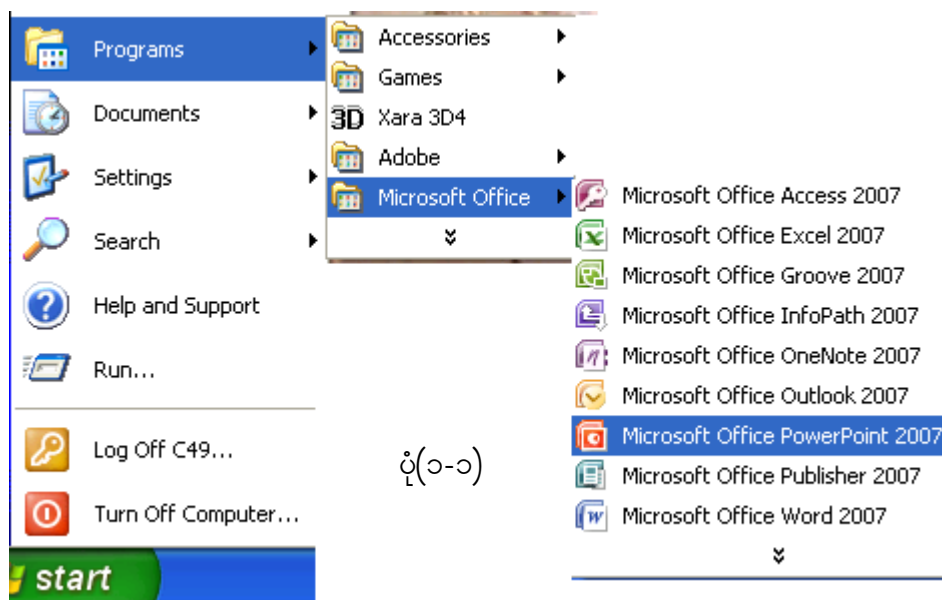 Programs
Documents
Settings
Search
Help and Support
Run...
Log Off C49...
Turn Off Computer...
start
Accessories
Games
3D Xara 3D4
Adobe
Microsoft Office
Microsoft Office Access 2007
Microsoft Office Excel 2007
Microsoft Office Groove 2007
Microsoft Office InfoPath 2007
Microsoft Office OneNote 2007
Microsoft Office Outlook 2007
Microsoft Office PowerPoint 2007
Microsoft Office Publisher 2007
Microsoft Office Word 2007
ပုံ(၁-၁)